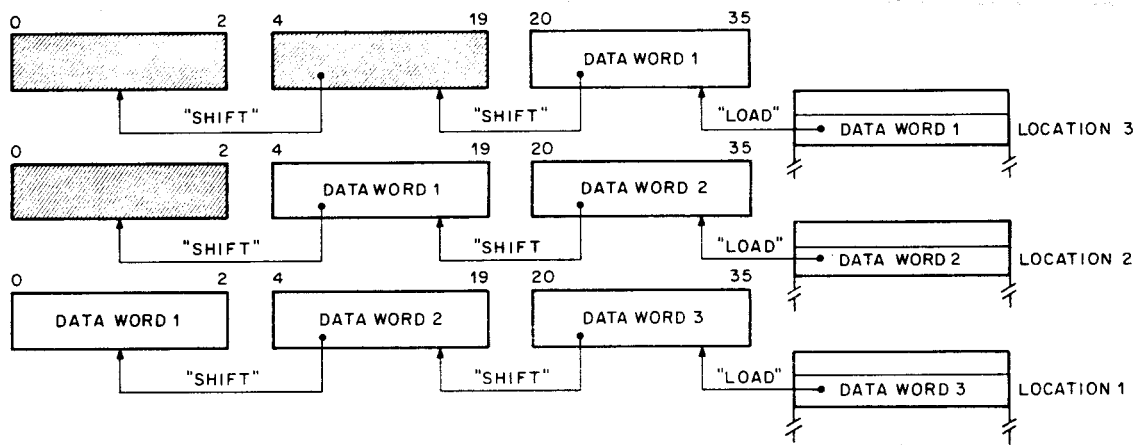 0 2 4 19 20 35
DATA WORD 1
"SHIFT" "SHIFT" "LOAD"
DATA WORD 1 LOCATION 3
0 2 4 19 20 35
DATA WORD 1 DATA WORD 2
"SHIFT" "SHIFT "LOAD"
DATA WORD 2 LOCATION 2
0 2 4 19 20 35
DATA WORD 1 DATA WORD 2 DATA WORD 3
"SHIFT" "SHIFT" "LOAD"
DATA WORD 3 LOCATION 1